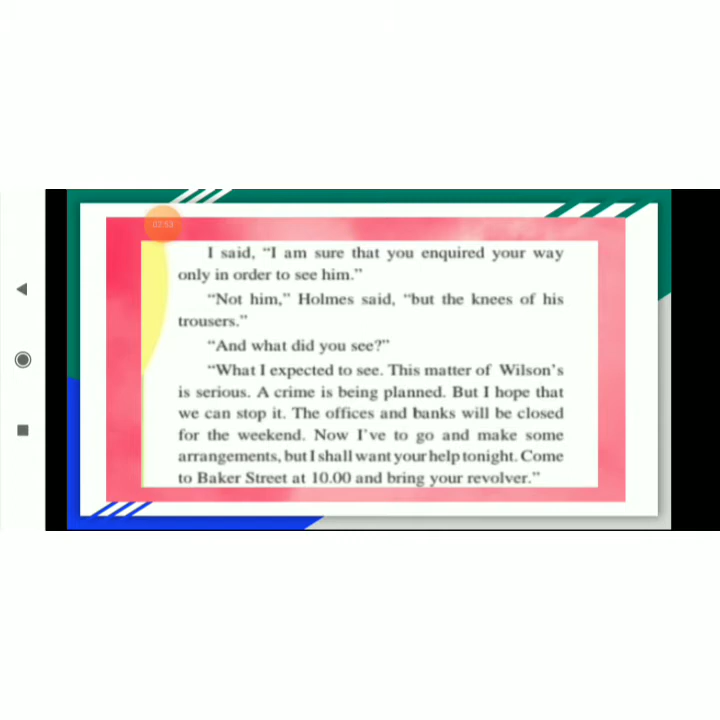 02:53
I said, “I am sure that you enquired your way
only in order to see him.”
“Not him,” Holmes said, “but the knees of his
trousers.”
“And what did you see?”
“What I expected to see. This matter of Wilson’s
is serious. A crime is being planned. But I hope that
we can stop it. The offices and banks will be closed
for the weekend. Now I’ve to go and make some
arrangements, but I shall want your help tonight. Come
to Baker Street at 10.00 and bring your revolver.”